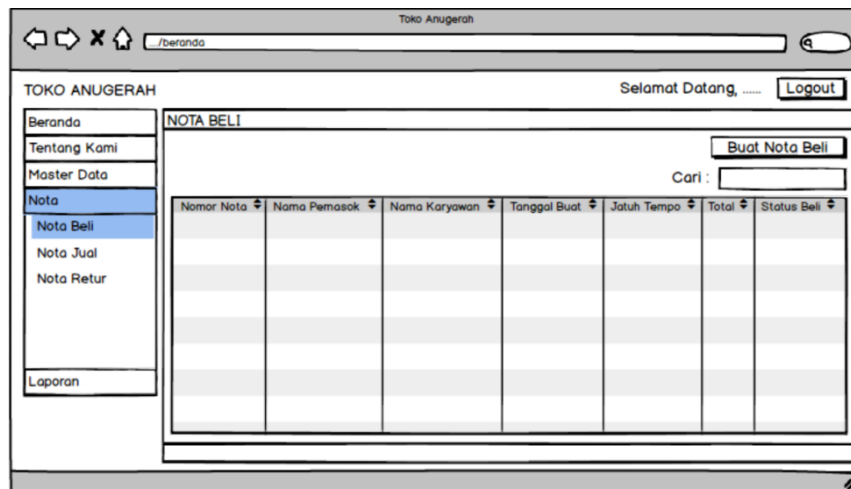 Toko Anugerah
.../beranda
TOKO ANUGERAH
Selamat Datang, ...... Logout
Beranda
Tentang Kami
Master Data
Nota
Nota Beli
Nota Jual
Nota Retur
Laporan
NOTA BELI
Buat Nota Beli
Cari :
Nomor Nota Nama Pemasok Nama Karyawan Tanggal Buat Jatuh Tempo Total Status Beli